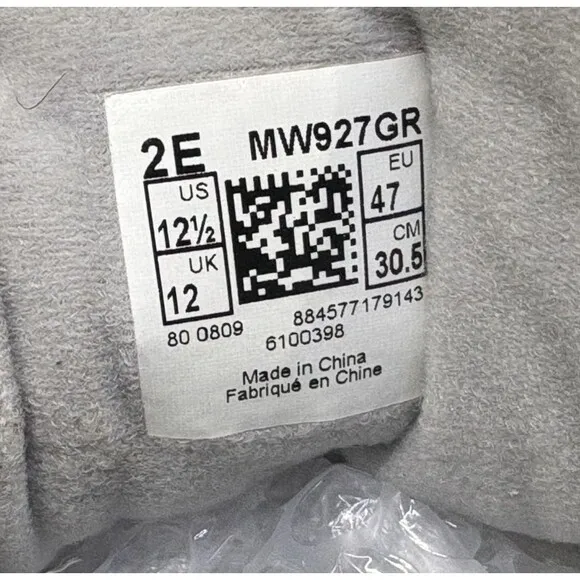 2E MW927GR
US
12½
UK
12
EU
47
CM
30.5
80 0809
884577179143
6100398
Made in China
Fabriqué en Chine